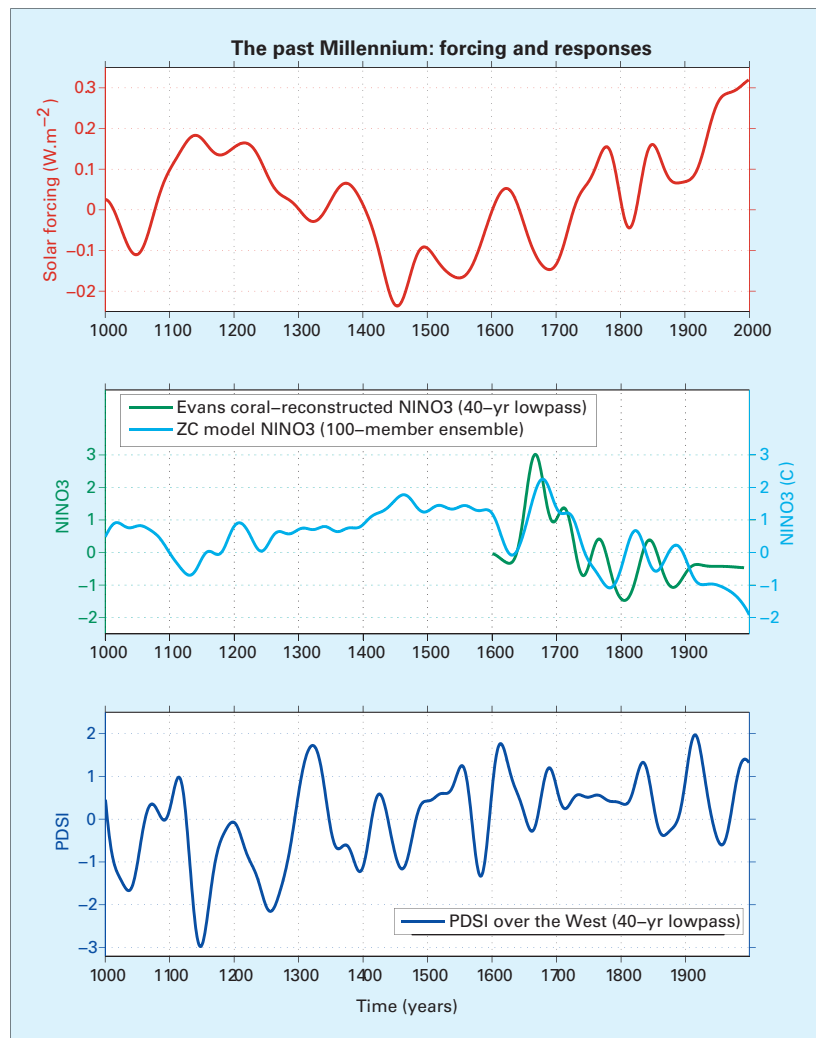 The past Millennium: forcing and responses
Solar forcing (W.m−2 )
0.3
0.2
0.1
0
−0.1
−02
1000 1100 1200 1300 1400 1500 1600 1700 1800 1900 2000
Evans coral−reconstructed NINO3 (40−yr lowpass)
ZC model NINO3 (100−member ensemble)
NINO3
3
2
1
0
−1
−2
NINO3 (C )
3
2
1
0
−1
−2
1000 1100 1200 1300 1400 1500 1600 1700 1800 1900
PDSI
2
1
0
−1
−2
−3
PDSI over the West (40−yr lowpass)
1000 1100 1200 1300 1400 1500 1600 1700 1800 1900
Time (years)